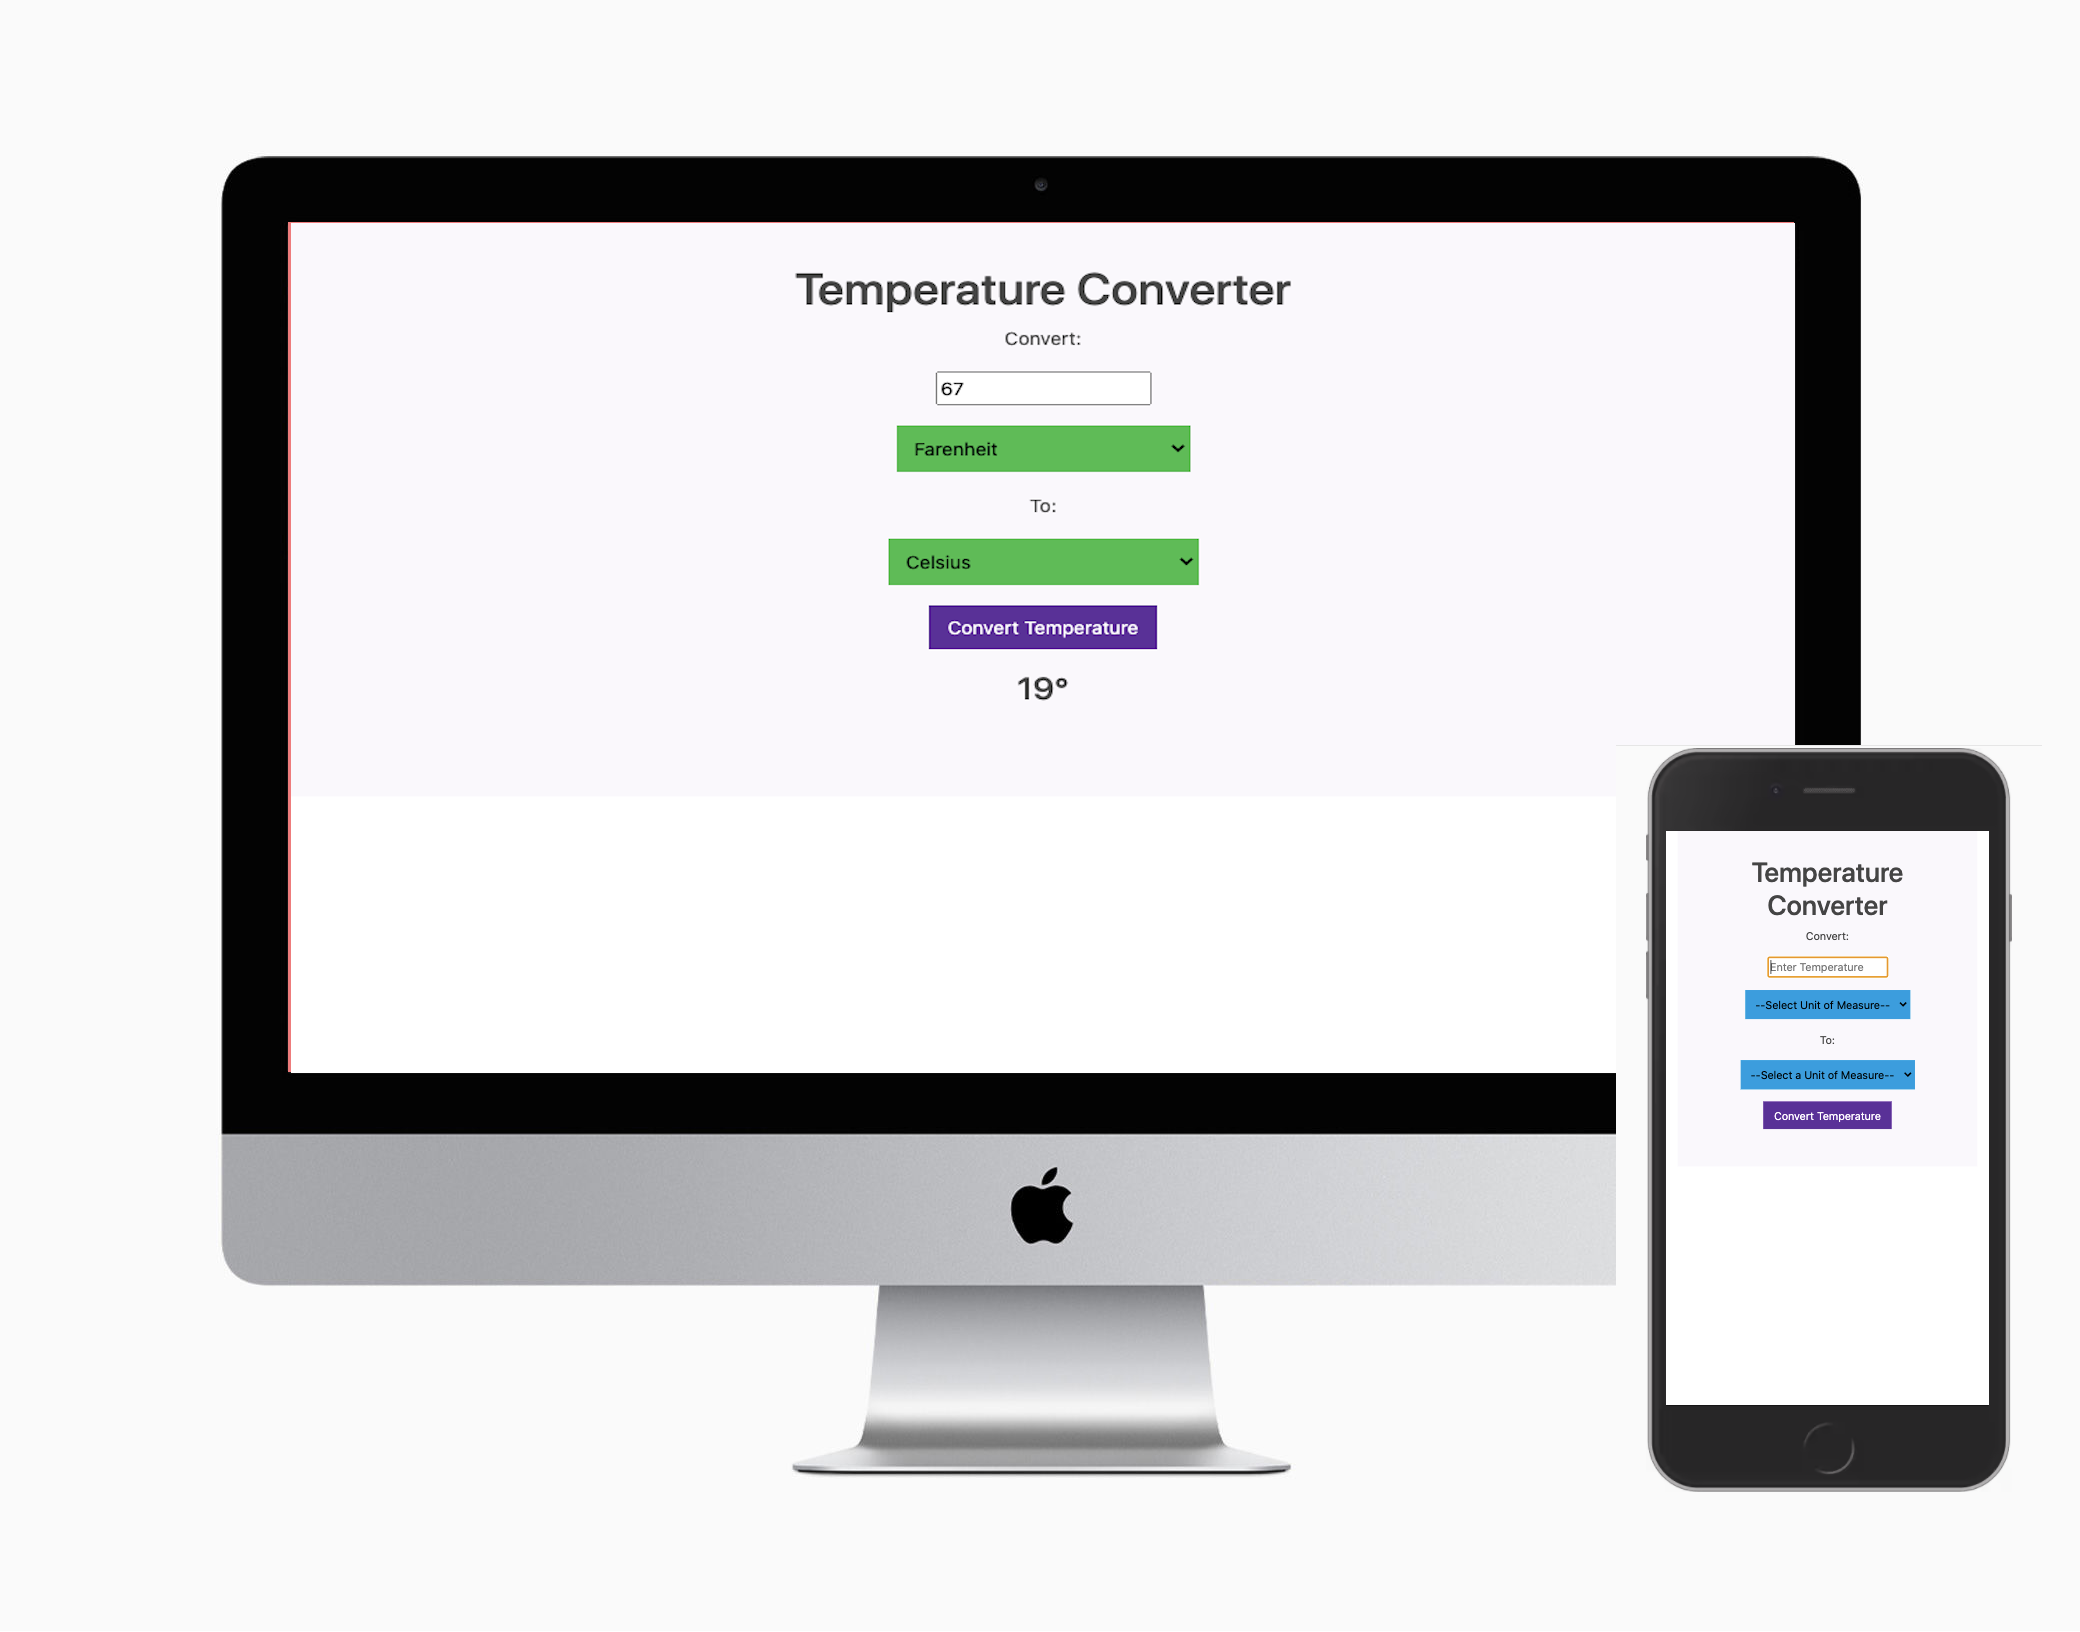 Temperature Converter
Convert:
67
Farenheit
To:
Celsius
Convert Temperature
19°
Temperature
Converter
Convert:
Enter Temperature
--Select Unit of Measure--
To:
--Select a Unit of Measure--
Convert Temperature